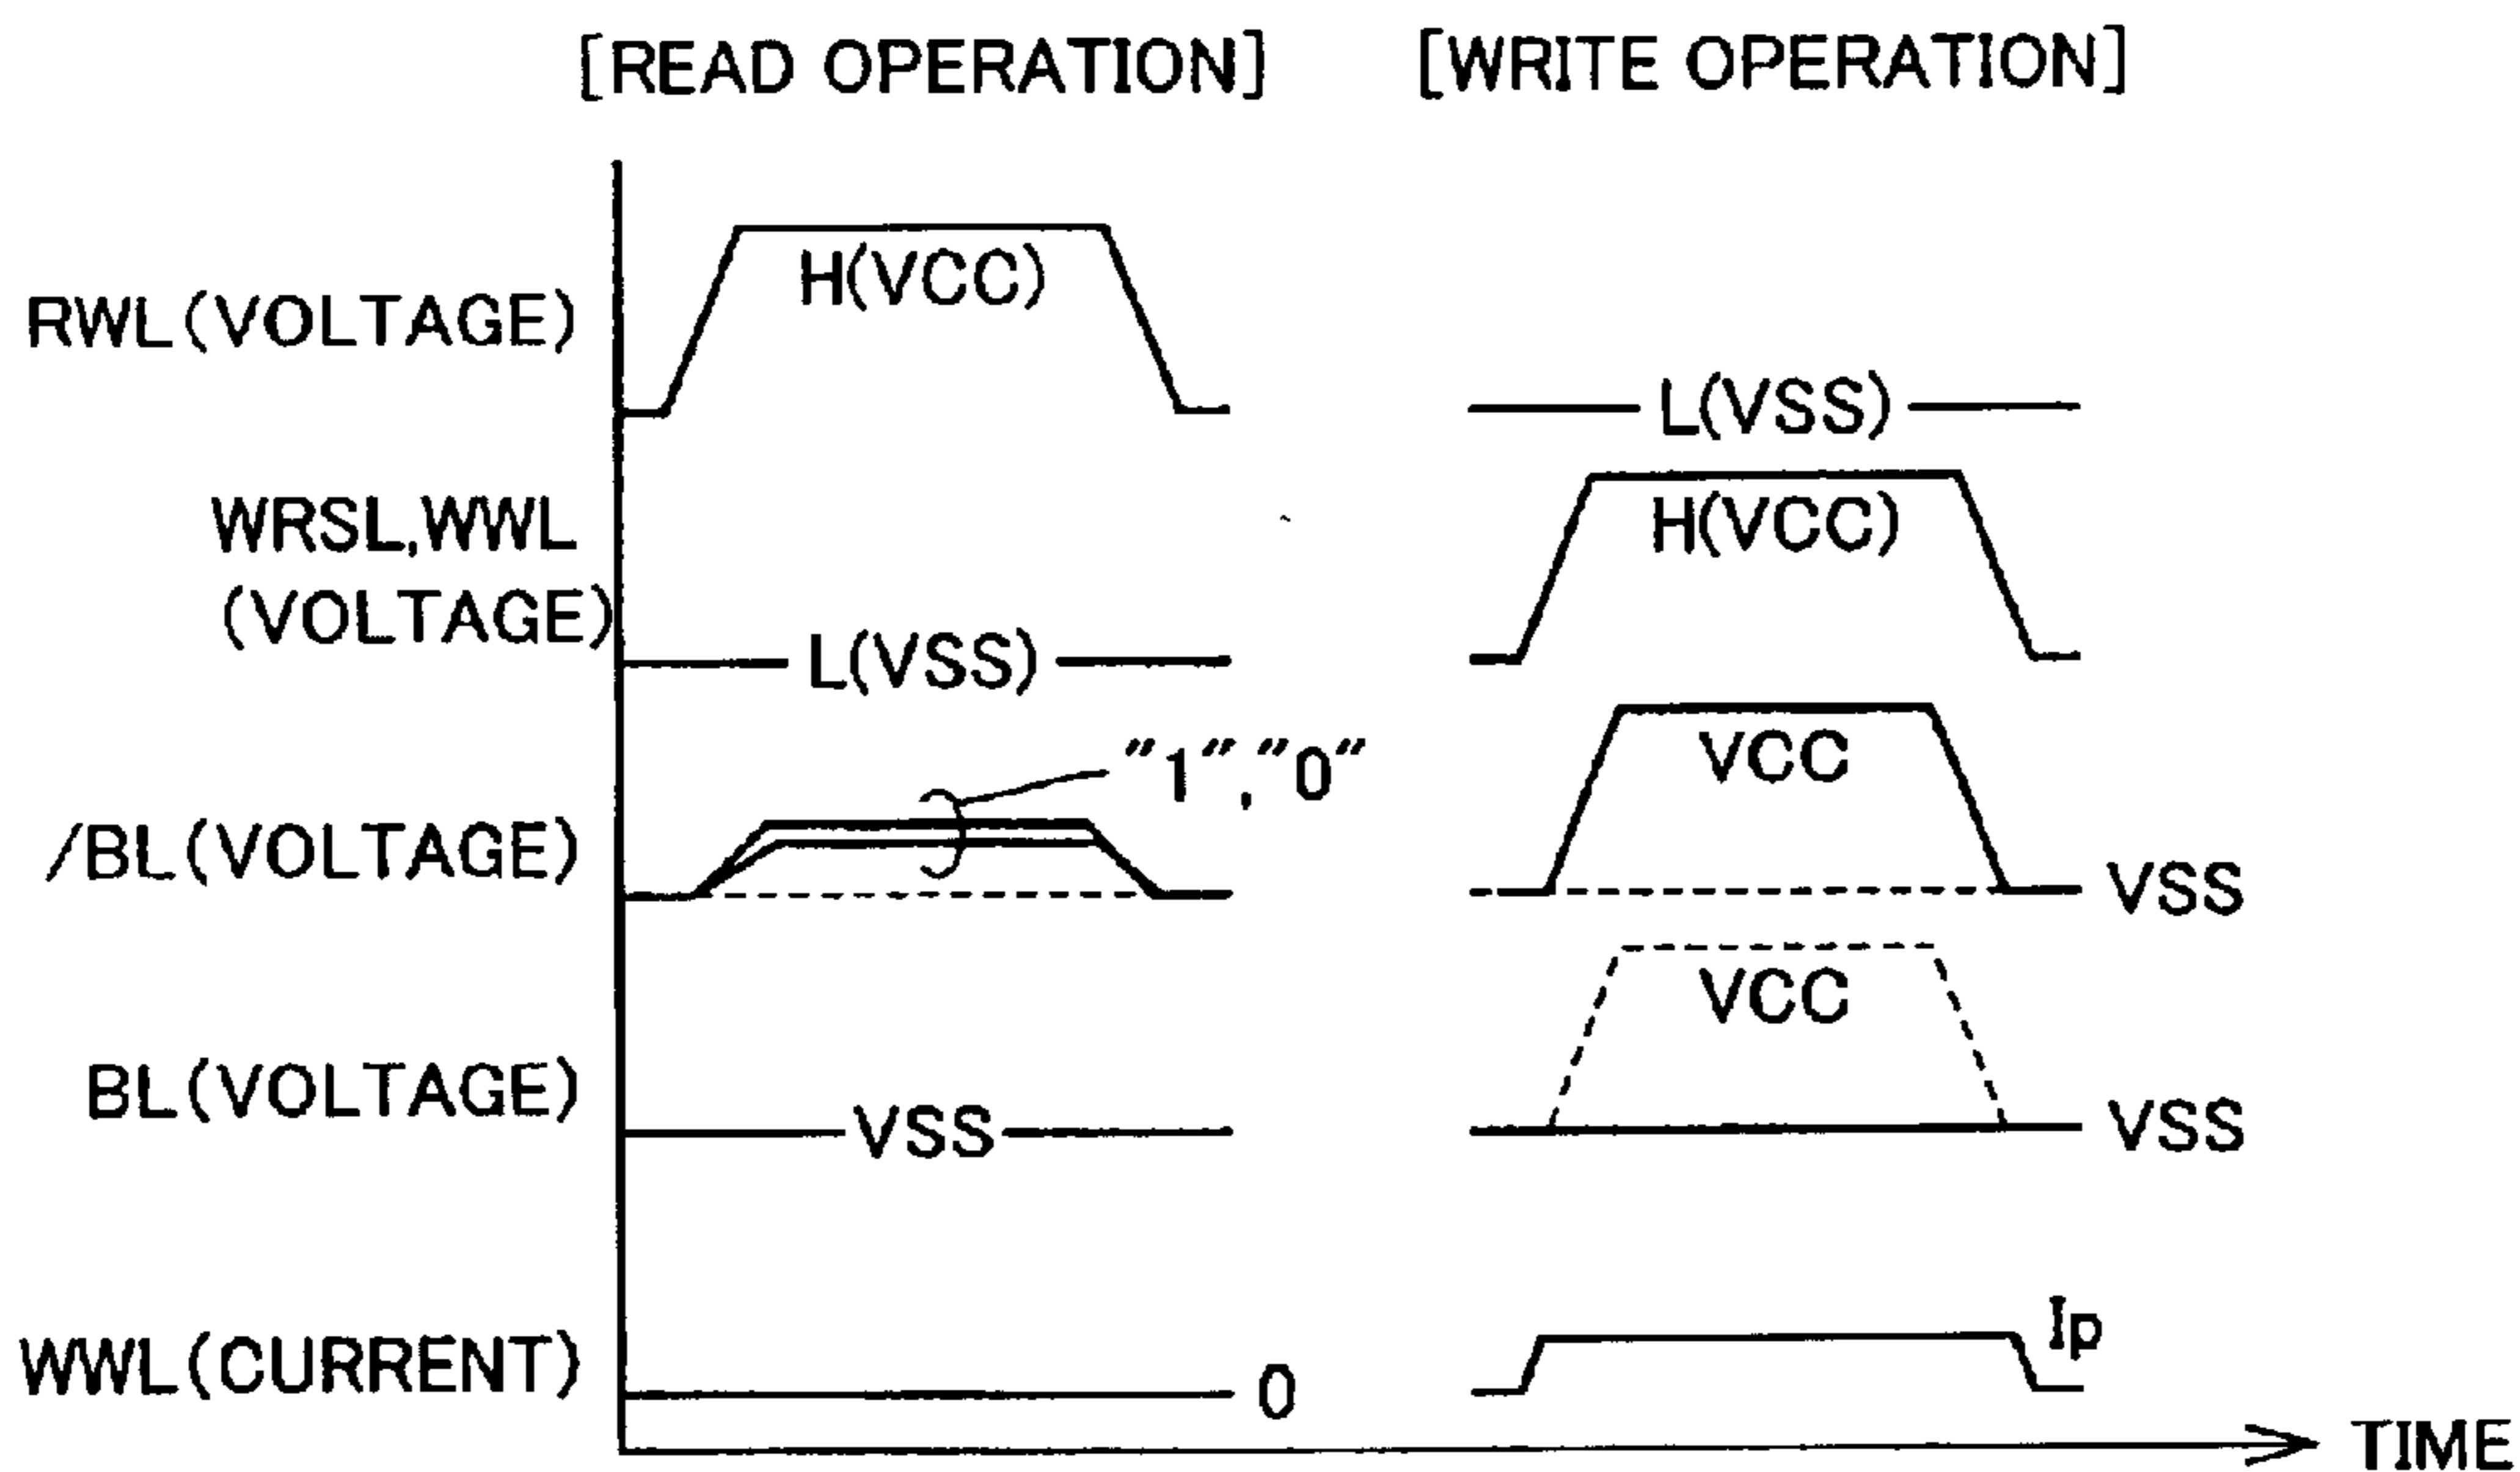 [READ OPERATION] [WRITE OPERATION]
RWL(VOLTAGE) H(VCC) L(VSS)
WRSL,WWL H(VCC)
(VOLTAGE) L(VSS)
"1","0" VCC
/BL(VOLTAGE) VSS
VCC
BL(VOLTAGE) VSS VSS
WWL(CURRENT) 0 Ip
TIME